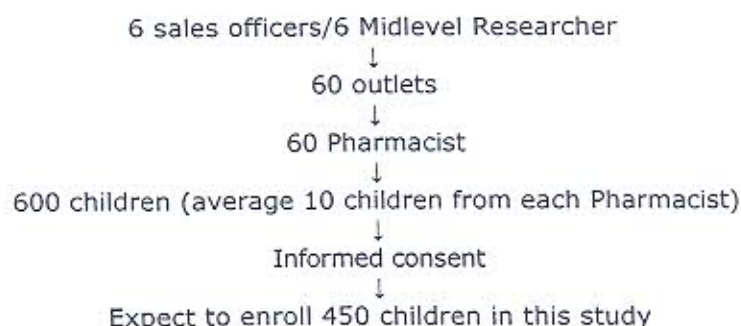 6 sales officers/6 Midlevel Researcher
↓
60 outlets
↓
60 Pharmacist
↓
600 children (average 10 children from each Pharmacist)
↓
Informed consent
↓
Expect to enroll 450 children in this study